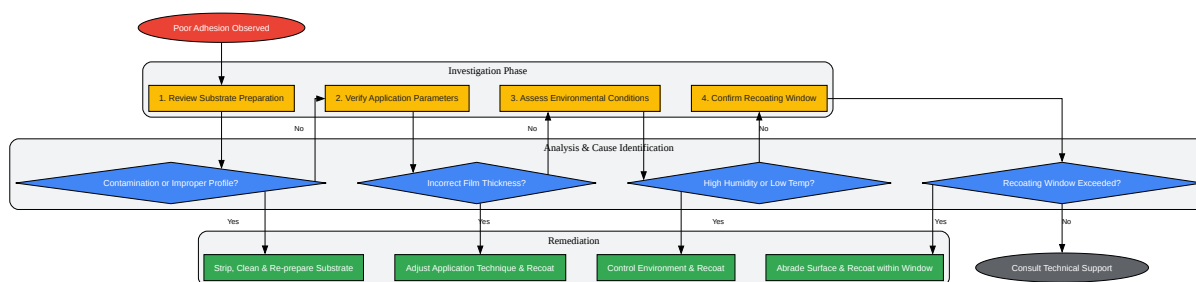 Poor Adhesion Observed
Investigation Phase
1. Review Substrate Preparation
2. Verify Application Parameters
3. Assess Environmental Conditions
4. Confirm Recoating Window
No
No
No
Analysis & Cause Identification
Contamination or Improper Profile?
Incorrect Film Thickness?
High Humidity or Low Temp?
Recoating Window Exceeded?
Yes
Yes
Yes
Yes
No
Remediation
Strip, Clean & Re-prepare Substrate
Adjust Application Technique & Recoat
Control Environment & Recoat
Abrade Surface & Recoat within Window
Consult Technical Support